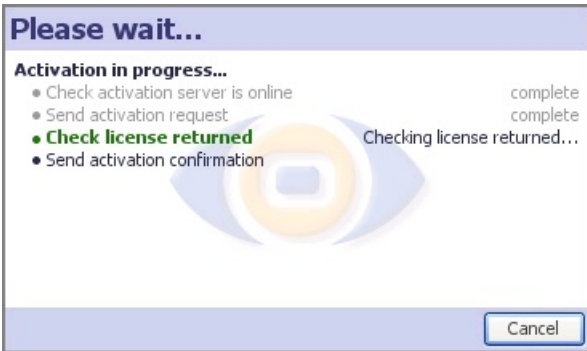 Please wait...
Activation in progress...
• Check activation server is online complete
• Send activation request complete
• Check license returned Checking license returned...
• Send activation confirmation
Cancel